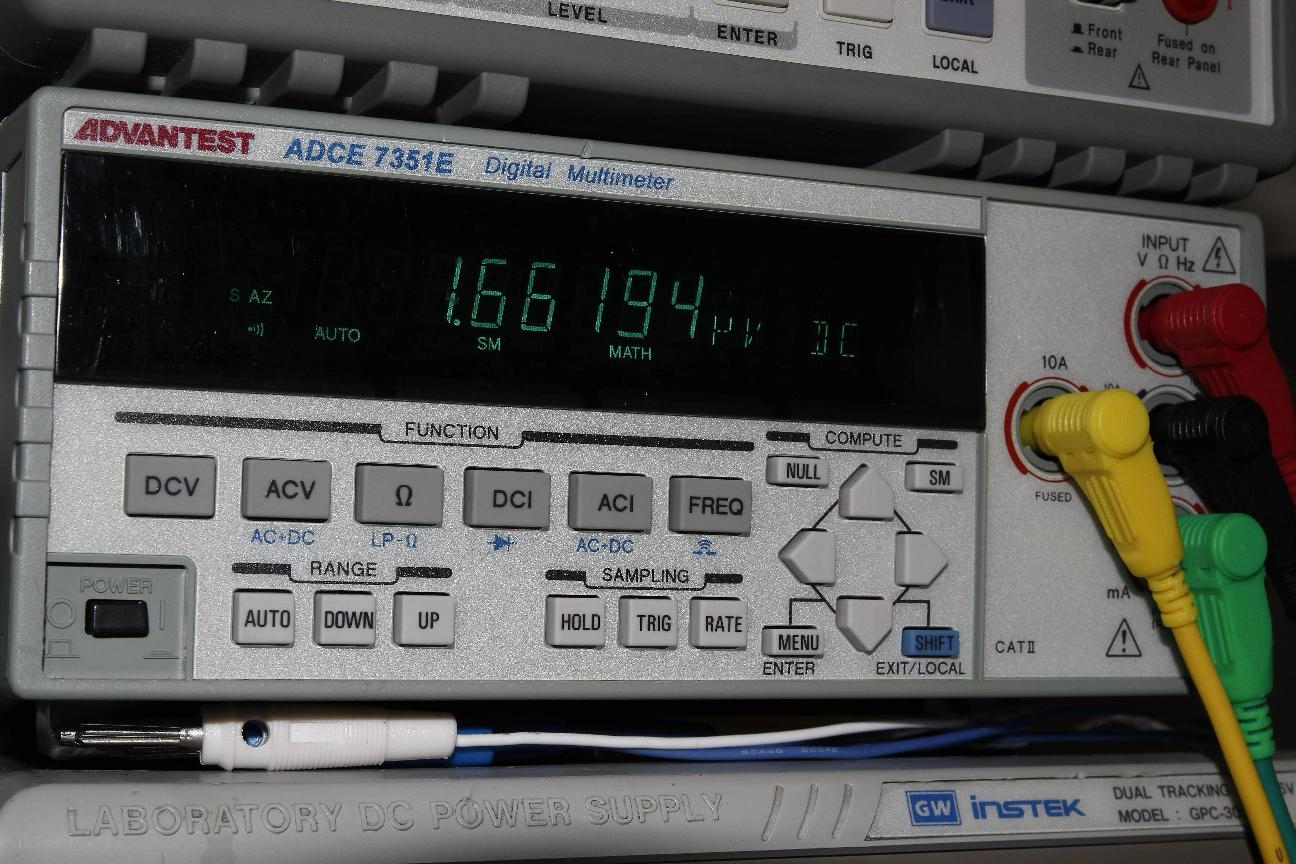 LEVEL
ENTER
TRIG
LOCAL
Front
Rear
Fused on
Rear Panel
ADVANTEST ADCE 7351E Digital Multimeter
S AZ
AUTO
1.66194 µV DC
SM
MATH
INPUT
V Ω Hz
10A
FUSED
mA
CAT II
FUNCTION
DCV ACV Ω DCI ACI FREQ
AC+DC LP-Ω AC+DC
COMPUTE
NULL SM
POWER
RANGE
AUTO DOWN UP
SAMPLING
HOLD TRIG RATE
MENU SHIFT
ENTER EXIT/LOCAL
LABORATORY DC POWER SUPPLY
GW INSTEK
DUAL TRACKING
MODEL : GPC-30